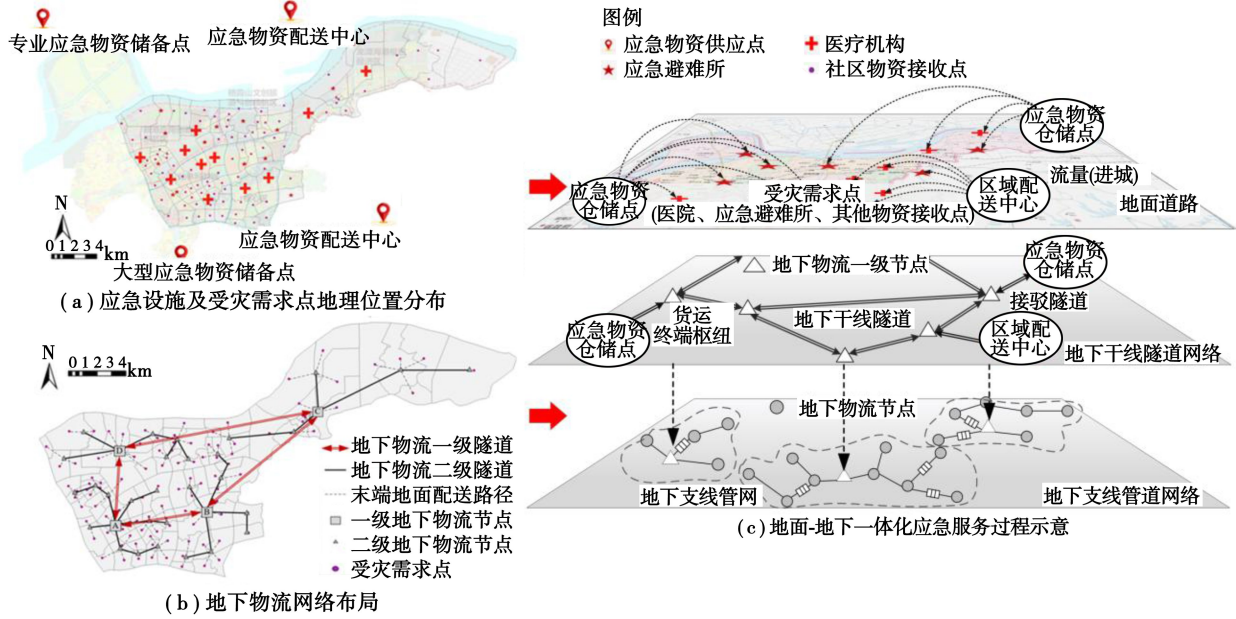 专业应急物资储备点
应急物资配送中心
N
0 1 2 3 4 km
应急物资配送中心
大型应急物资储备点
(a)应急设施及受灾需求点地理位置分布
N
0 1 2 3 4 km
D
C
A
B
地下物流一级隧道
地下物流二级隧道
末端地面配送路径
一级地下物流节点
二级地下物流节点
受灾需求点
(b)地下物流网络布局
图例
应急物资供应点
医疗机构
应急避难所
社区物资接收点
应急物资
仓储点
应急物资
仓储点
受灾需求点
(医院、应急避难所、其他物资接收点)
区域配
送中心
流量(进城)
地面道路
地下物流一级节点
应急物资
仓储点
接驳隧道
货运
终端枢纽
地下干线隧道
应急物资
仓储点
区域配
送中心
地下干线隧道网络
地下物流节点
地下支线管网
地下支线管道网络
(c)地面-地下一体化应急服务过程示意